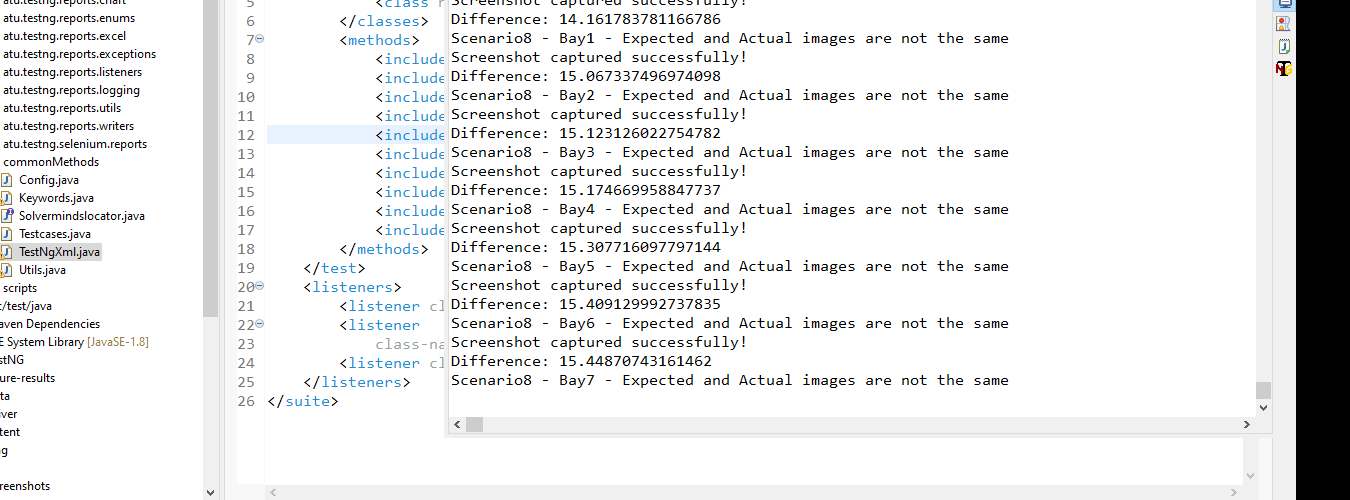 atu.testng.reports.chart
atu.testng.reports.enums
atu.testng.reports.excel
atu.testng.reports.exceptions
atu.testng.reports.listeners
atu.testng.reports.logging
atu.testng.reports.utils
atu.testng.reports.writers
atu.testng.selenium.reports
commonMethods
Config.java
Keywords.java
Solvermindslocator.java
Testcases.java
TestNgXml.java
Utils.java
scripts
:/test/java
aven Dependencies
E System Library [JavaSE-1.8]
stNG
ure-results
ta
iver
tent
g
reenshots
5 <class n
6 </classes>
7 <methods>
8 <include
9 <include
10 <include
11 <include
12 <include
13 <include
14 <include
15 <include
16 <include
17 <include
18 </methods>
19 </test>
20 <listeners>
21 <listener cl
22 <listener
23 class-na
24 <listener cl
25 </listeners>
26 </suite>
Screenshot captured successfully!
Difference: 14.161783781166786
Scenario8 - Bay1 - Expected and Actual images are not the same
Screenshot captured successfully!
Difference: 15.067337496974098
Scenario8 - Bay2 - Expected and Actual images are not the same
Screenshot captured successfully!
Difference: 15.123126022754782
Scenario8 - Bay3 - Expected and Actual images are not the same
Screenshot captured successfully!
Difference: 15.174669958847737
Scenario8 - Bay4 - Expected and Actual images are not the same
Screenshot captured successfully!
Difference: 15.307716097797144
Scenario8 - Bay5 - Expected and Actual images are not the same
Screenshot captured successfully!
Difference: 15.409129992737835
Scenario8 - Bay6 - Expected and Actual images are not the same
Screenshot captured successfully!
Difference: 15.44870743161462
Scenario8 - Bay7 - Expected and Actual images are not the same